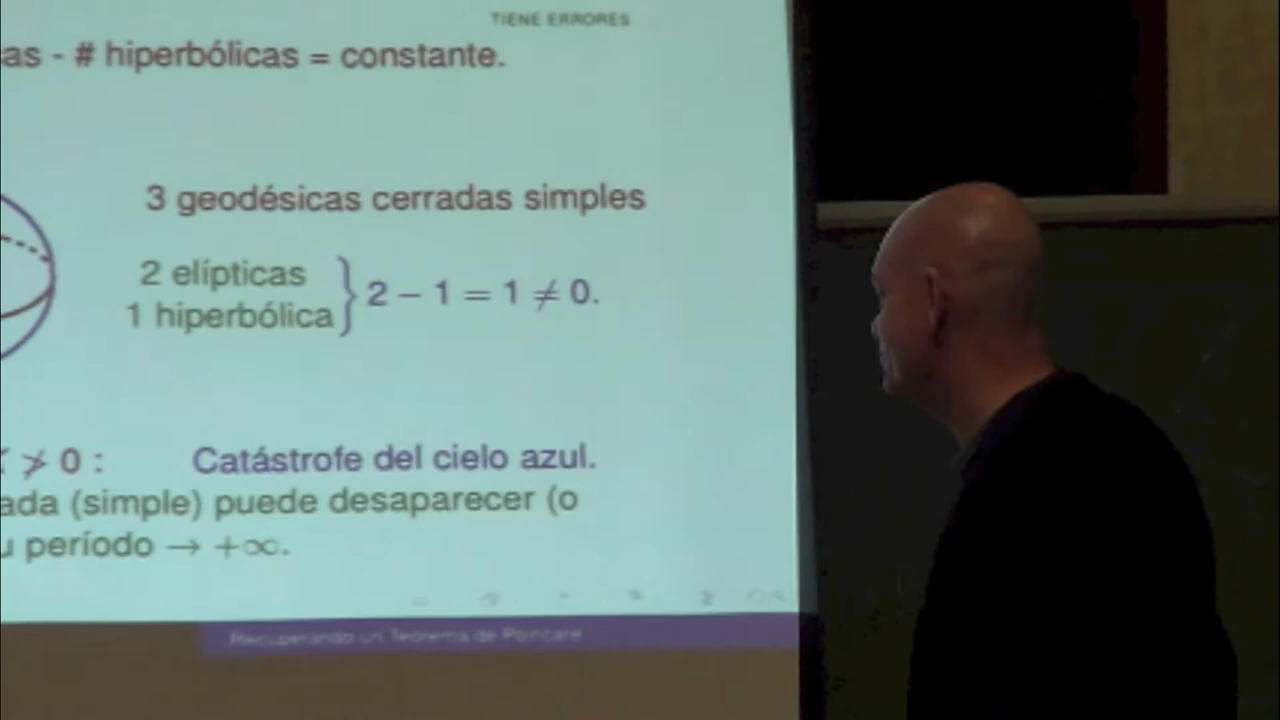 TIENE ERRORES
as - # hiperbólicas = constante.
3 geodésicas cerradas simples
2 elípticas
1 hiperbólica } 2 − 1 = 1 ≠ 0.
≯ 0 : Catástrofe del cielo azul.
ada (simple) puede desaparecer (o
u período → +∞.
Recuperando un Teorema de Poincaré